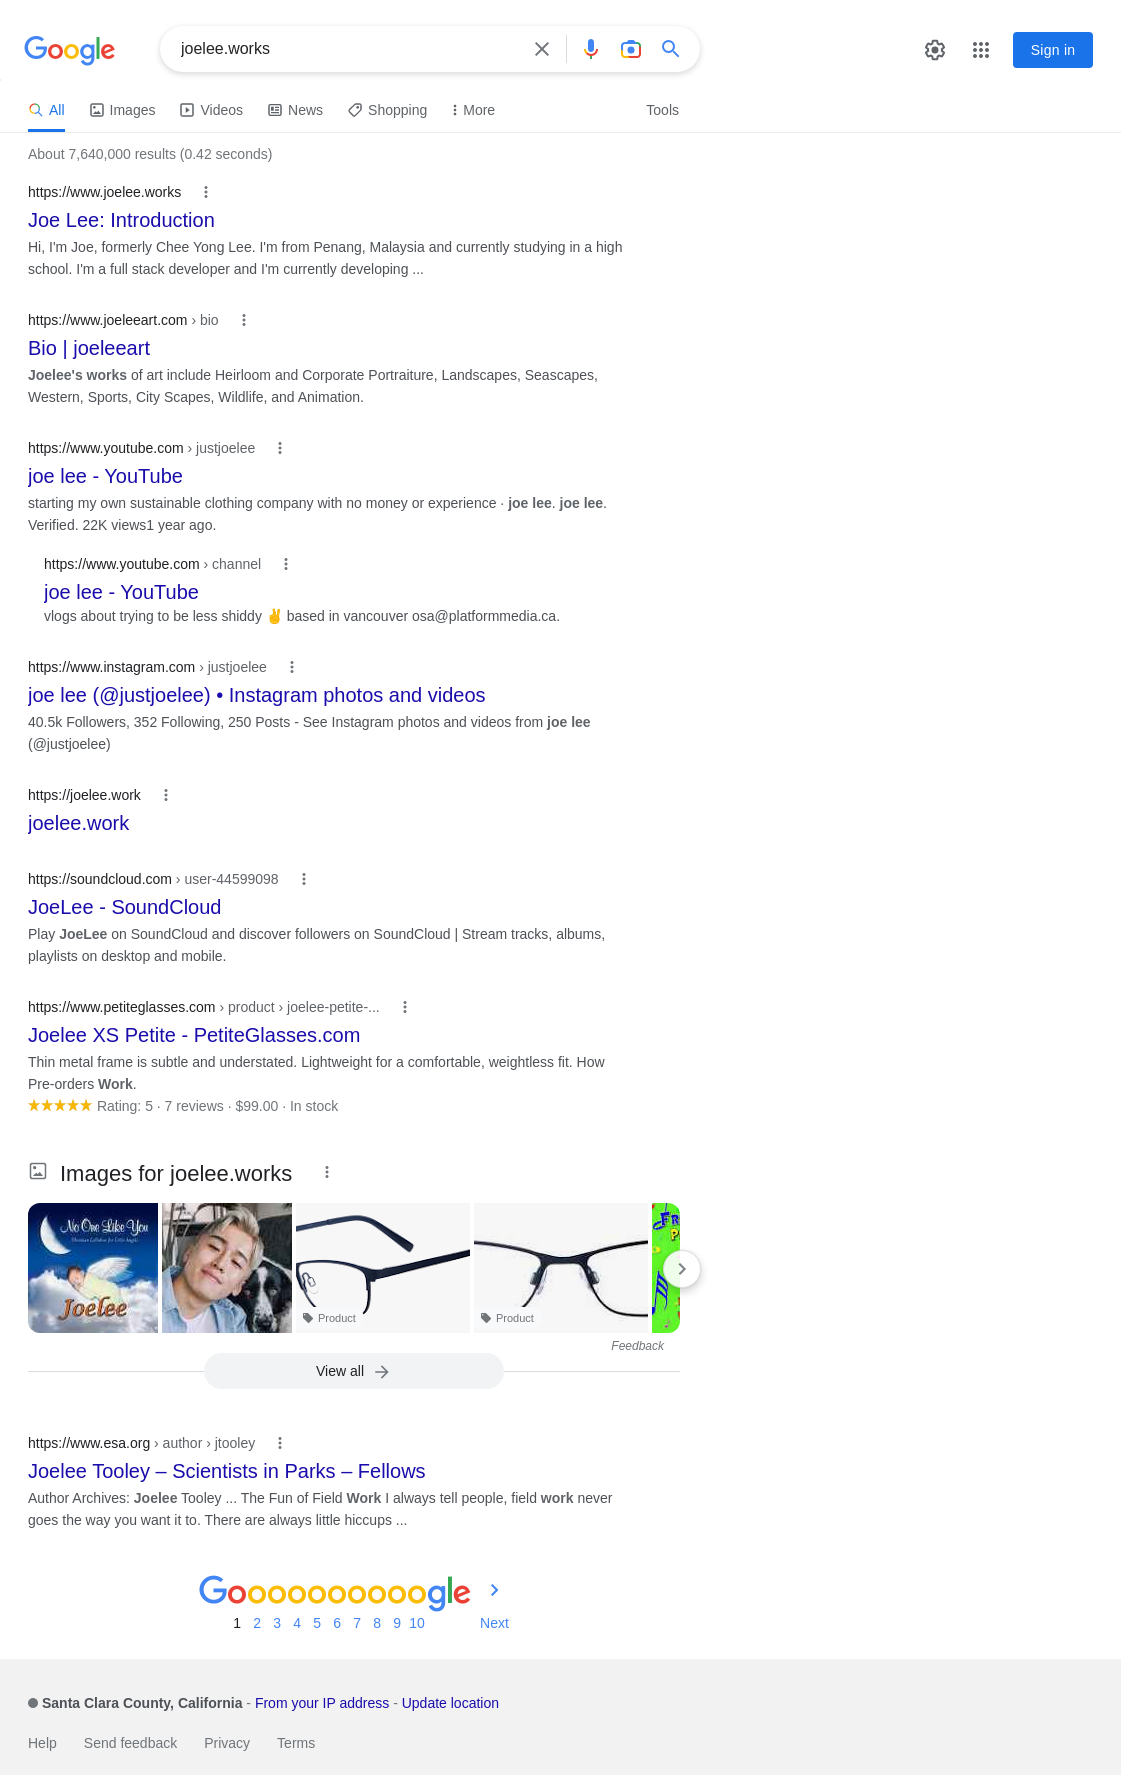 Google
joelee.works
Sign in
All
Images
Videos
News
Shopping
More
Tools
About 7,640,000 results (0.42 seconds)
https://www.joelee.works
Joe Lee: Introduction
Hi, I'm Joe, formerly Chee Yong Lee. I'm from Penang, Malaysia and currently studying in a high
school. I'm a full stack developer and I'm currently developing ...
https://www.joeleeart.com › bio
Bio | joeleeart
Joelee's works of art include Heirloom and Corporate Portraiture, Landscapes, Seascapes,
Western, Sports, City Scapes, Wildlife, and Animation.
https://www.youtube.com › justjoelee
joe lee - YouTube
starting my own sustainable clothing company with no money or experience · joe lee. joe lee.
Verified. 22K views1 year ago.
https://www.youtube.com › channel
joe lee - YouTube
vlogs about trying to be less shiddy ✌ based in vancouver osa@platformmedia.ca.
https://www.instagram.com › justjoelee
joe lee (@justjoelee) • Instagram photos and videos
40.5k Followers, 352 Following, 250 Posts - See Instagram photos and videos from joe lee
(@justjoelee)
https://joelee.work
joelee.work
https://soundcloud.com › user-44599098
JoeLee - SoundCloud
Play JoeLee on SoundCloud and discover followers on SoundCloud | Stream tracks, albums,
playlists on desktop and mobile.
https://www.petiteglasses.com › product › joelee-petite-...
Joelee XS Petite - PetiteGlasses.com
Thin metal frame is subtle and understated. Lightweight for a comfortable, weightless fit. How
Pre-orders Work.
Rating: 5 · 7 reviews · $99.00 · In stock
Images for joelee.works
No One Like You
Joelee
Product
Product
Feedback
View all
https://www.esa.org › author › jtooley
Joelee Tooley – Scientists in Parks – Fellows
Author Archives: Joelee Tooley ... The Fun of Field Work I always tell people, field work never
goes the way you want it to. There are always little hiccups ...
Goooooooooogle
1 2 3 4 5 6 7 8 9 10 Next
Santa Clara County, California - From your IP address - Update location
Help Send feedback Privacy Terms